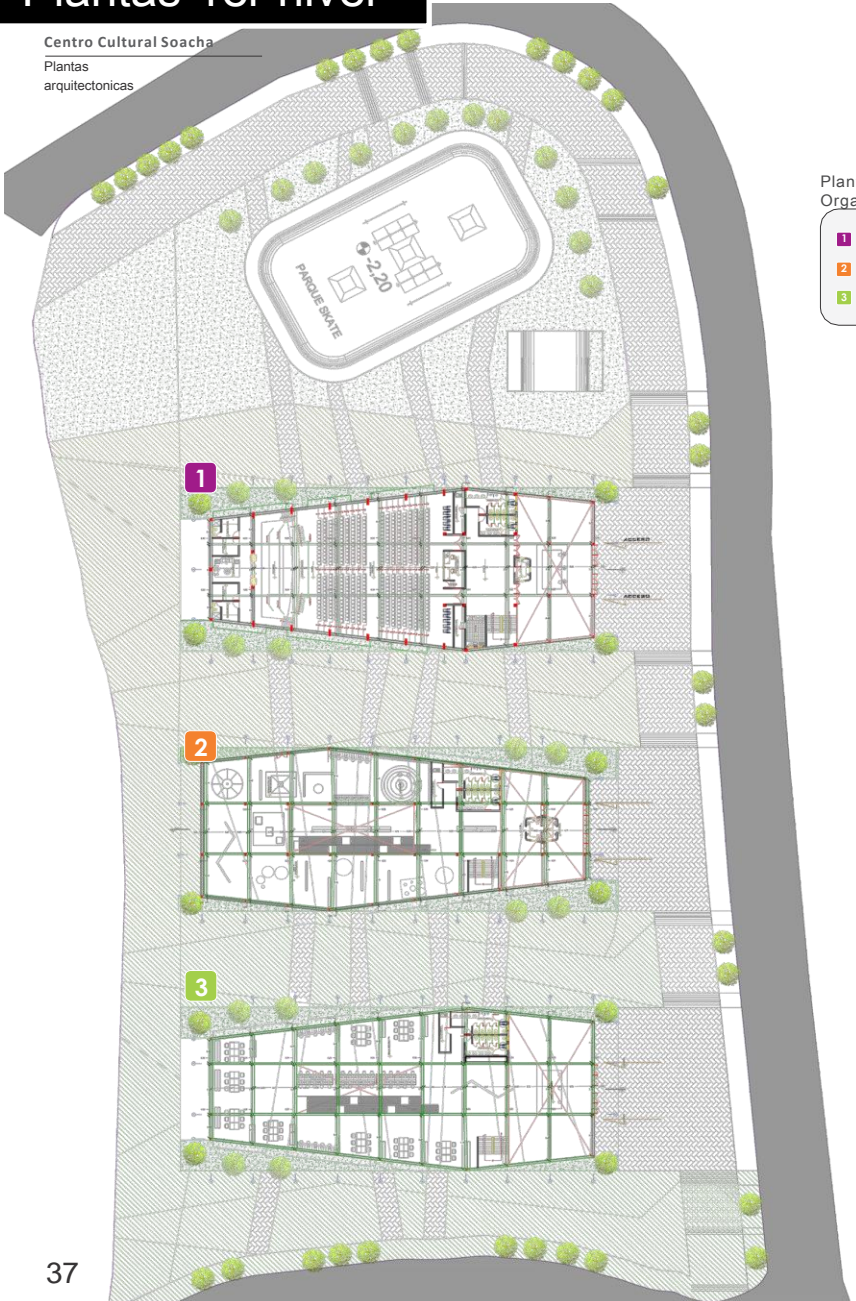 Plantas 1er nivel
Centro Cultural Soacha
Plantas
arquitectonicas
Plan
Orga
1
2
3
-2,20
PARQUE SKATE
1
ACCESO
ACCESO
2
3
37